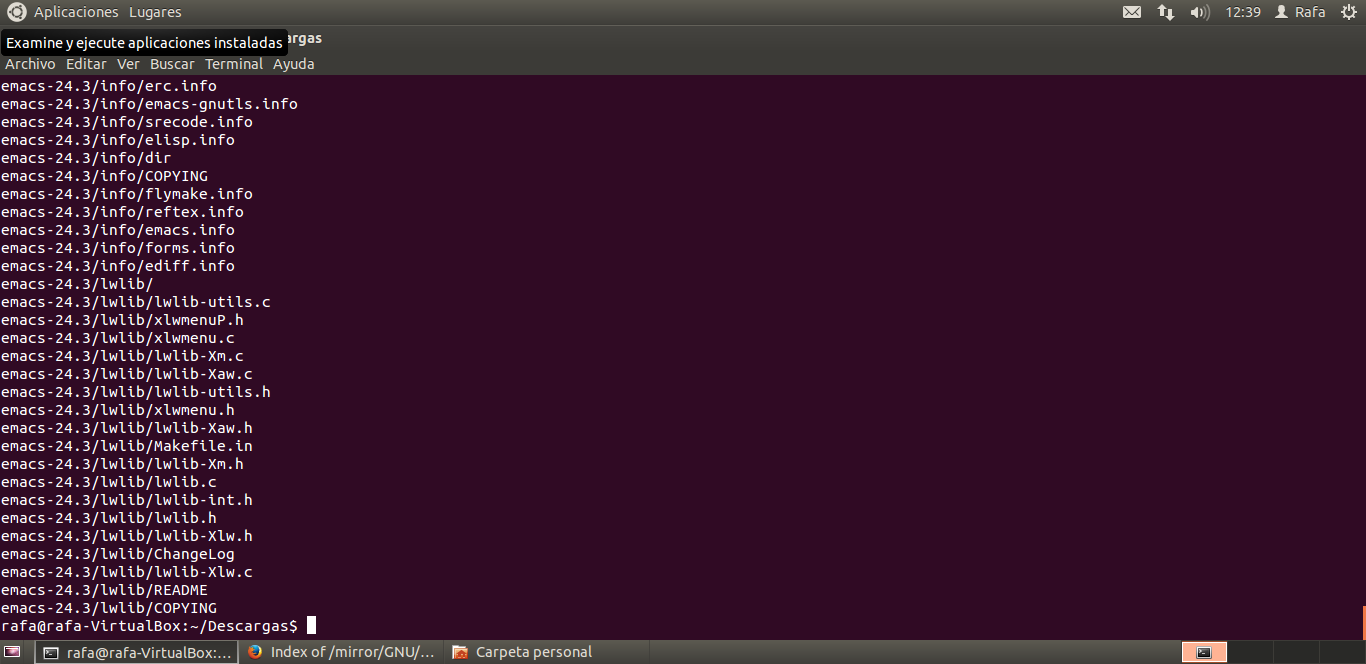 Aplicaciones Lugares 12:39 Rafa
Examine y ejecute aplicaciones instaladas argas
Archivo Editar Ver Buscar Terminal Ayuda
emacs-24.3/info/erc.info
emacs-24.3/info/emacs-gnutls.info
emacs-24.3/info/srecode.info
emacs-24.3/info/elisp.info
emacs-24.3/info/dir
emacs-24.3/info/COPYING
emacs-24.3/info/flymake.info
emacs-24.3/info/reftex.info
emacs-24.3/info/emacs.info
emacs-24.3/info/forms.info
emacs-24.3/info/ediff.info
emacs-24.3/lwlib/
emacs-24.3/lwlib/lwlib-utils.c
emacs-24.3/lwlib/xlwmenuP.h
emacs-24.3/lwlib/xlwmenu.c
emacs-24.3/lwlib/lwlib-Xm.c
emacs-24.3/lwlib/lwlib-Xaw.c
emacs-24.3/lwlib/lwlib-utils.h
emacs-24.3/lwlib/xlwmenu.h
emacs-24.3/lwlib/lwlib-Xaw.h
emacs-24.3/lwlib/Makefile.in
emacs-24.3/lwlib/lwlib-Xm.h
emacs-24.3/lwlib/lwlib.c
emacs-24.3/lwlib/lwlib-int.h
emacs-24.3/lwlib/lwlib.h
emacs-24.3/lwlib/lwlib-Xlw.h
emacs-24.3/lwlib/ChangeLog
emacs-24.3/lwlib/lwlib-Xlw.c
emacs-24.3/lwlib/README
emacs-24.3/lwlib/COPYING
rafa@rafa-VirtualBox:~/Descargas$
rafa@rafa-VirtualBox:... Index of /mirror/GNU/... Carpeta personal